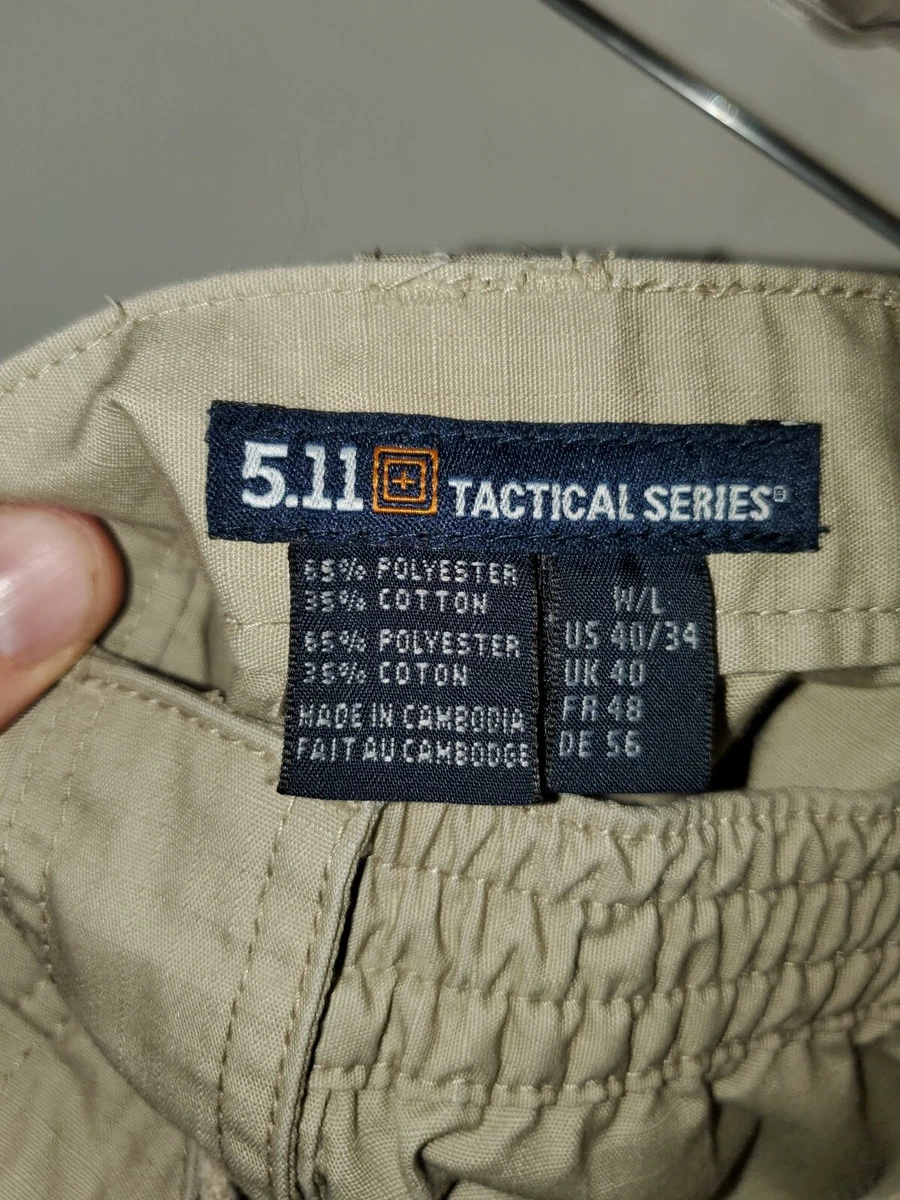 5.11 TACTICAL SERIES®
65% POLYESTER
35% COTTON
65% POLYESTER
35% COTON
MADE IN CAMBODIA
FAIT AU CAMBODGE
W/L
US 40/34
UK 40
FR 48
DE 56